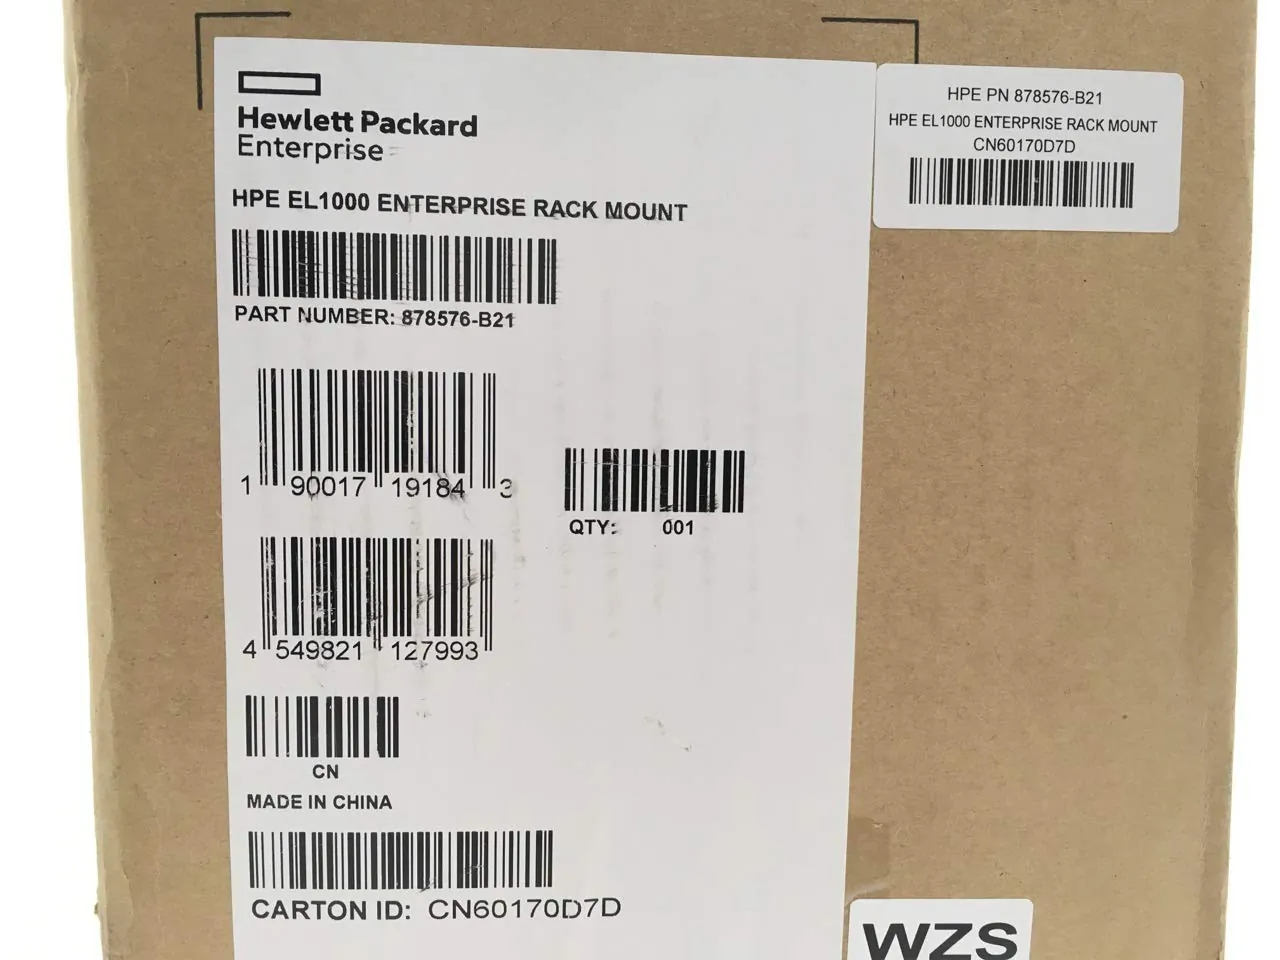 Hewlett Packard
Enterprise
HPE EL1000 ENTERPRISE RACK MOUNT
PART NUMBER: 878576-B21
1 90017 19184 3
QTY: 001
4 549821 127993
CN
MADE IN CHINA
CARTON ID: CN60170D7D
HPE PN 878576-B21
HPE EL1000 ENTERPRISE RACK MOUNT
CN60170D7D
WZS